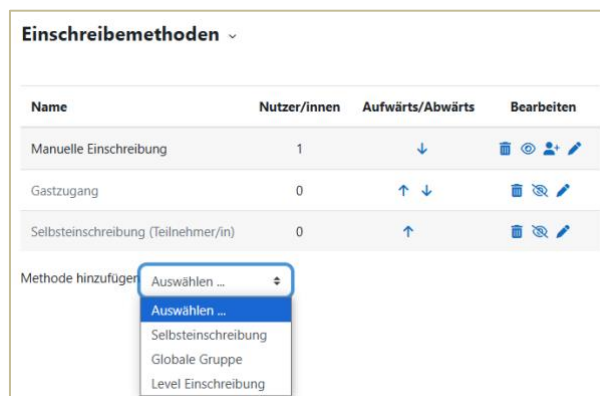 Einschreibemethoden
Name Nutzer/innen Aufwärts/Abwärts Bearbeiten
Manuelle Einschreibung 1
Gastzugang 0
Selbsteinschreibung (Teilnehmer/in) 0
Methode hinzufügen Auswählen ...
Auswählen ...
Selbsteinschreibung
Globale Gruppe
Level Einschreibung